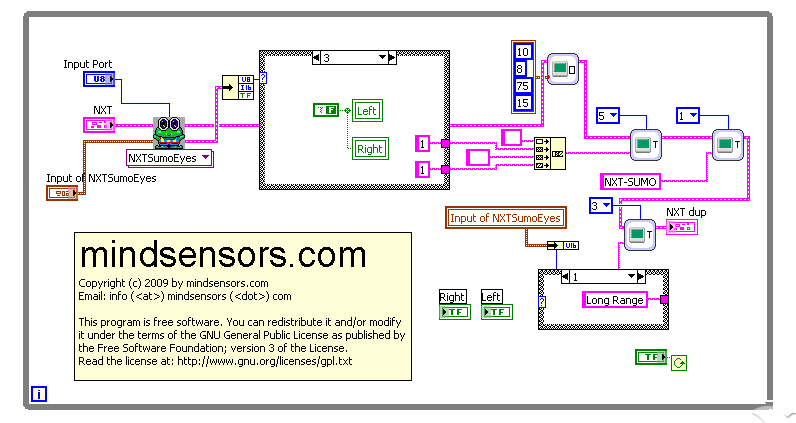 Input Port
U8
NXT
NXTSumoEyes
Input of NXTSumoEyes
U8
I16
TF
?
3
T F
Left
Right
1
1
10
8
75
15
5
1
T
T
NXT-SUMO
3
T
NXT dup
Input of NXTSumoEyes
U16
1
?
Long Range
Right
Left
TF
TF
TF
mindsensors.com
Copyright (c) 2009 by mindsensors.com
Email: info (<at>) mindsensors (<dot>) com
This program is free software. You can redistribute it and/or modify
it under the terms of the GNU General Public License as published by
the Free Software Foundation; version 3 of the License.
Read the license at: http://www.gnu.org/licenses/gpl.txt
i